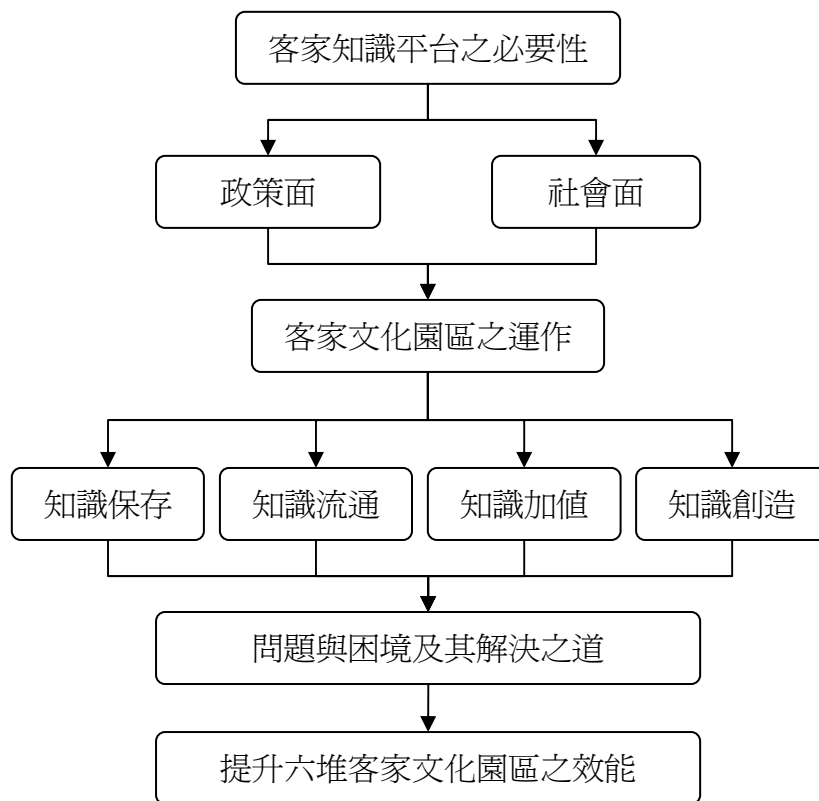 客家知識平台之必要性
政策面
社會面
客家文化園區之運作
知識保存
知識流通
知識加值
知識創造
問題與困境及其解決之道
提升六堆客家文化園區之效能